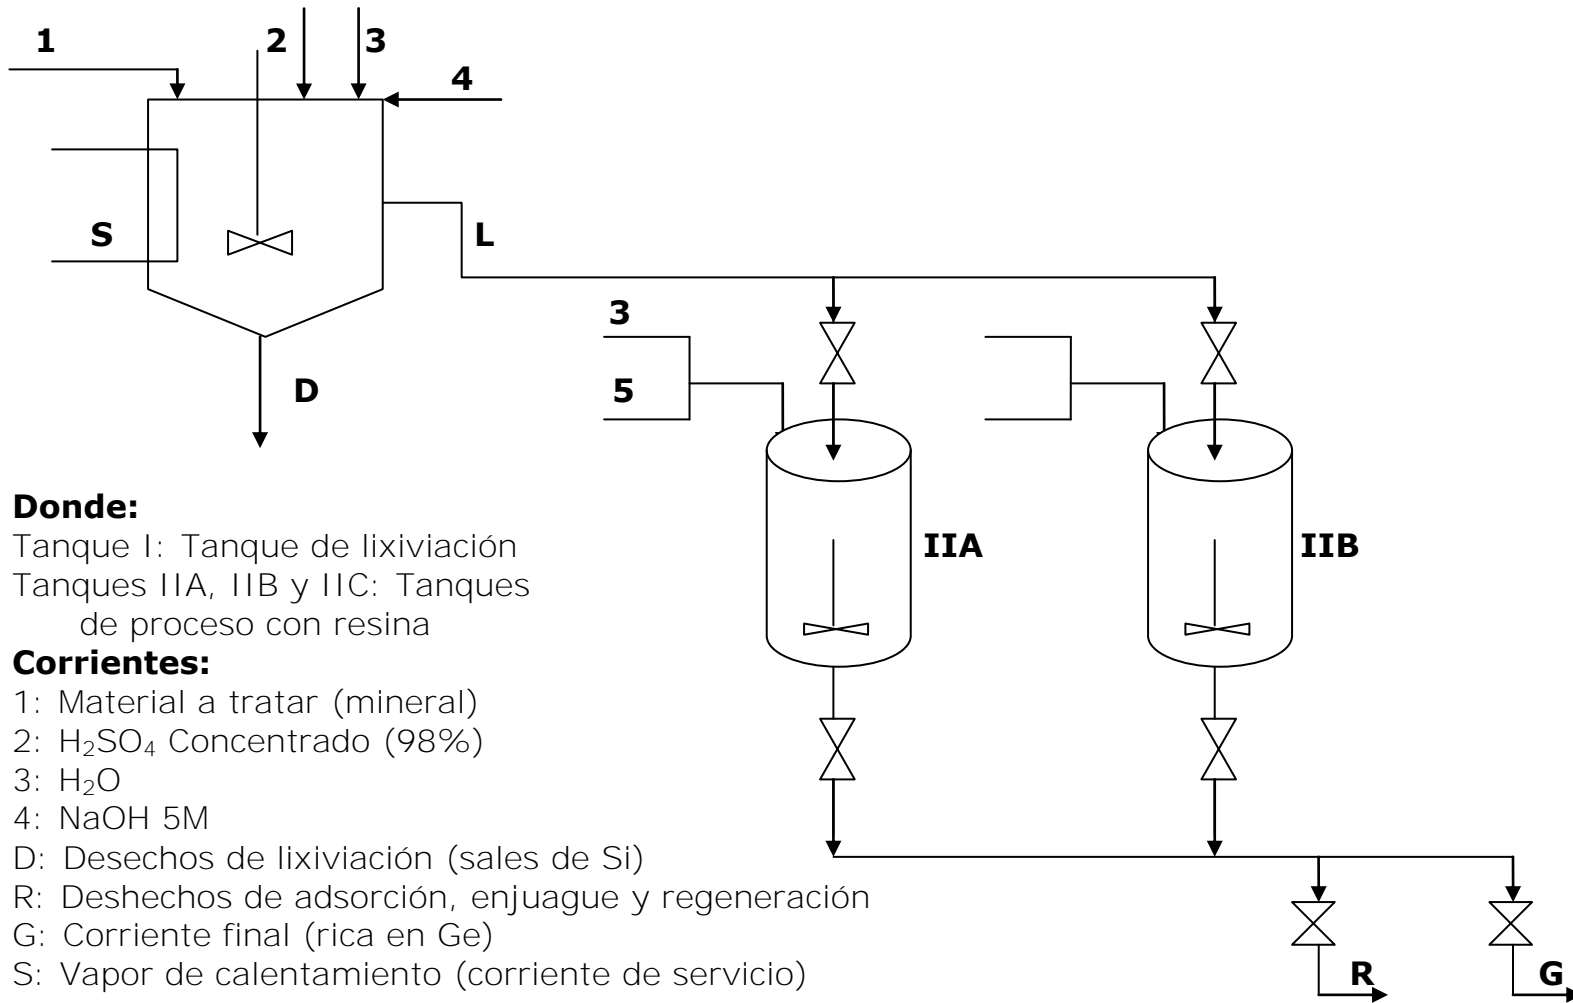 1
2
3
4
S
L
D
3
5
IIA
IIB
Donde:
Tanque I: Tanque de lixiviación
Tanques IIA, IIB y IIC: Tanques
de proceso con resina
Corrientes:
1: Material a tratar (mineral)
2: H₂SO₄ Concentrado (98%)
3: H₂O
4: NaOH 5M
D: Desechos de lixiviación (sales de Si)
R: Deshechos de adsorción, enjuague y regeneración
G: Corriente final (rica en Ge)
S: Vapor de calentamiento (corriente de servicio)
R
G